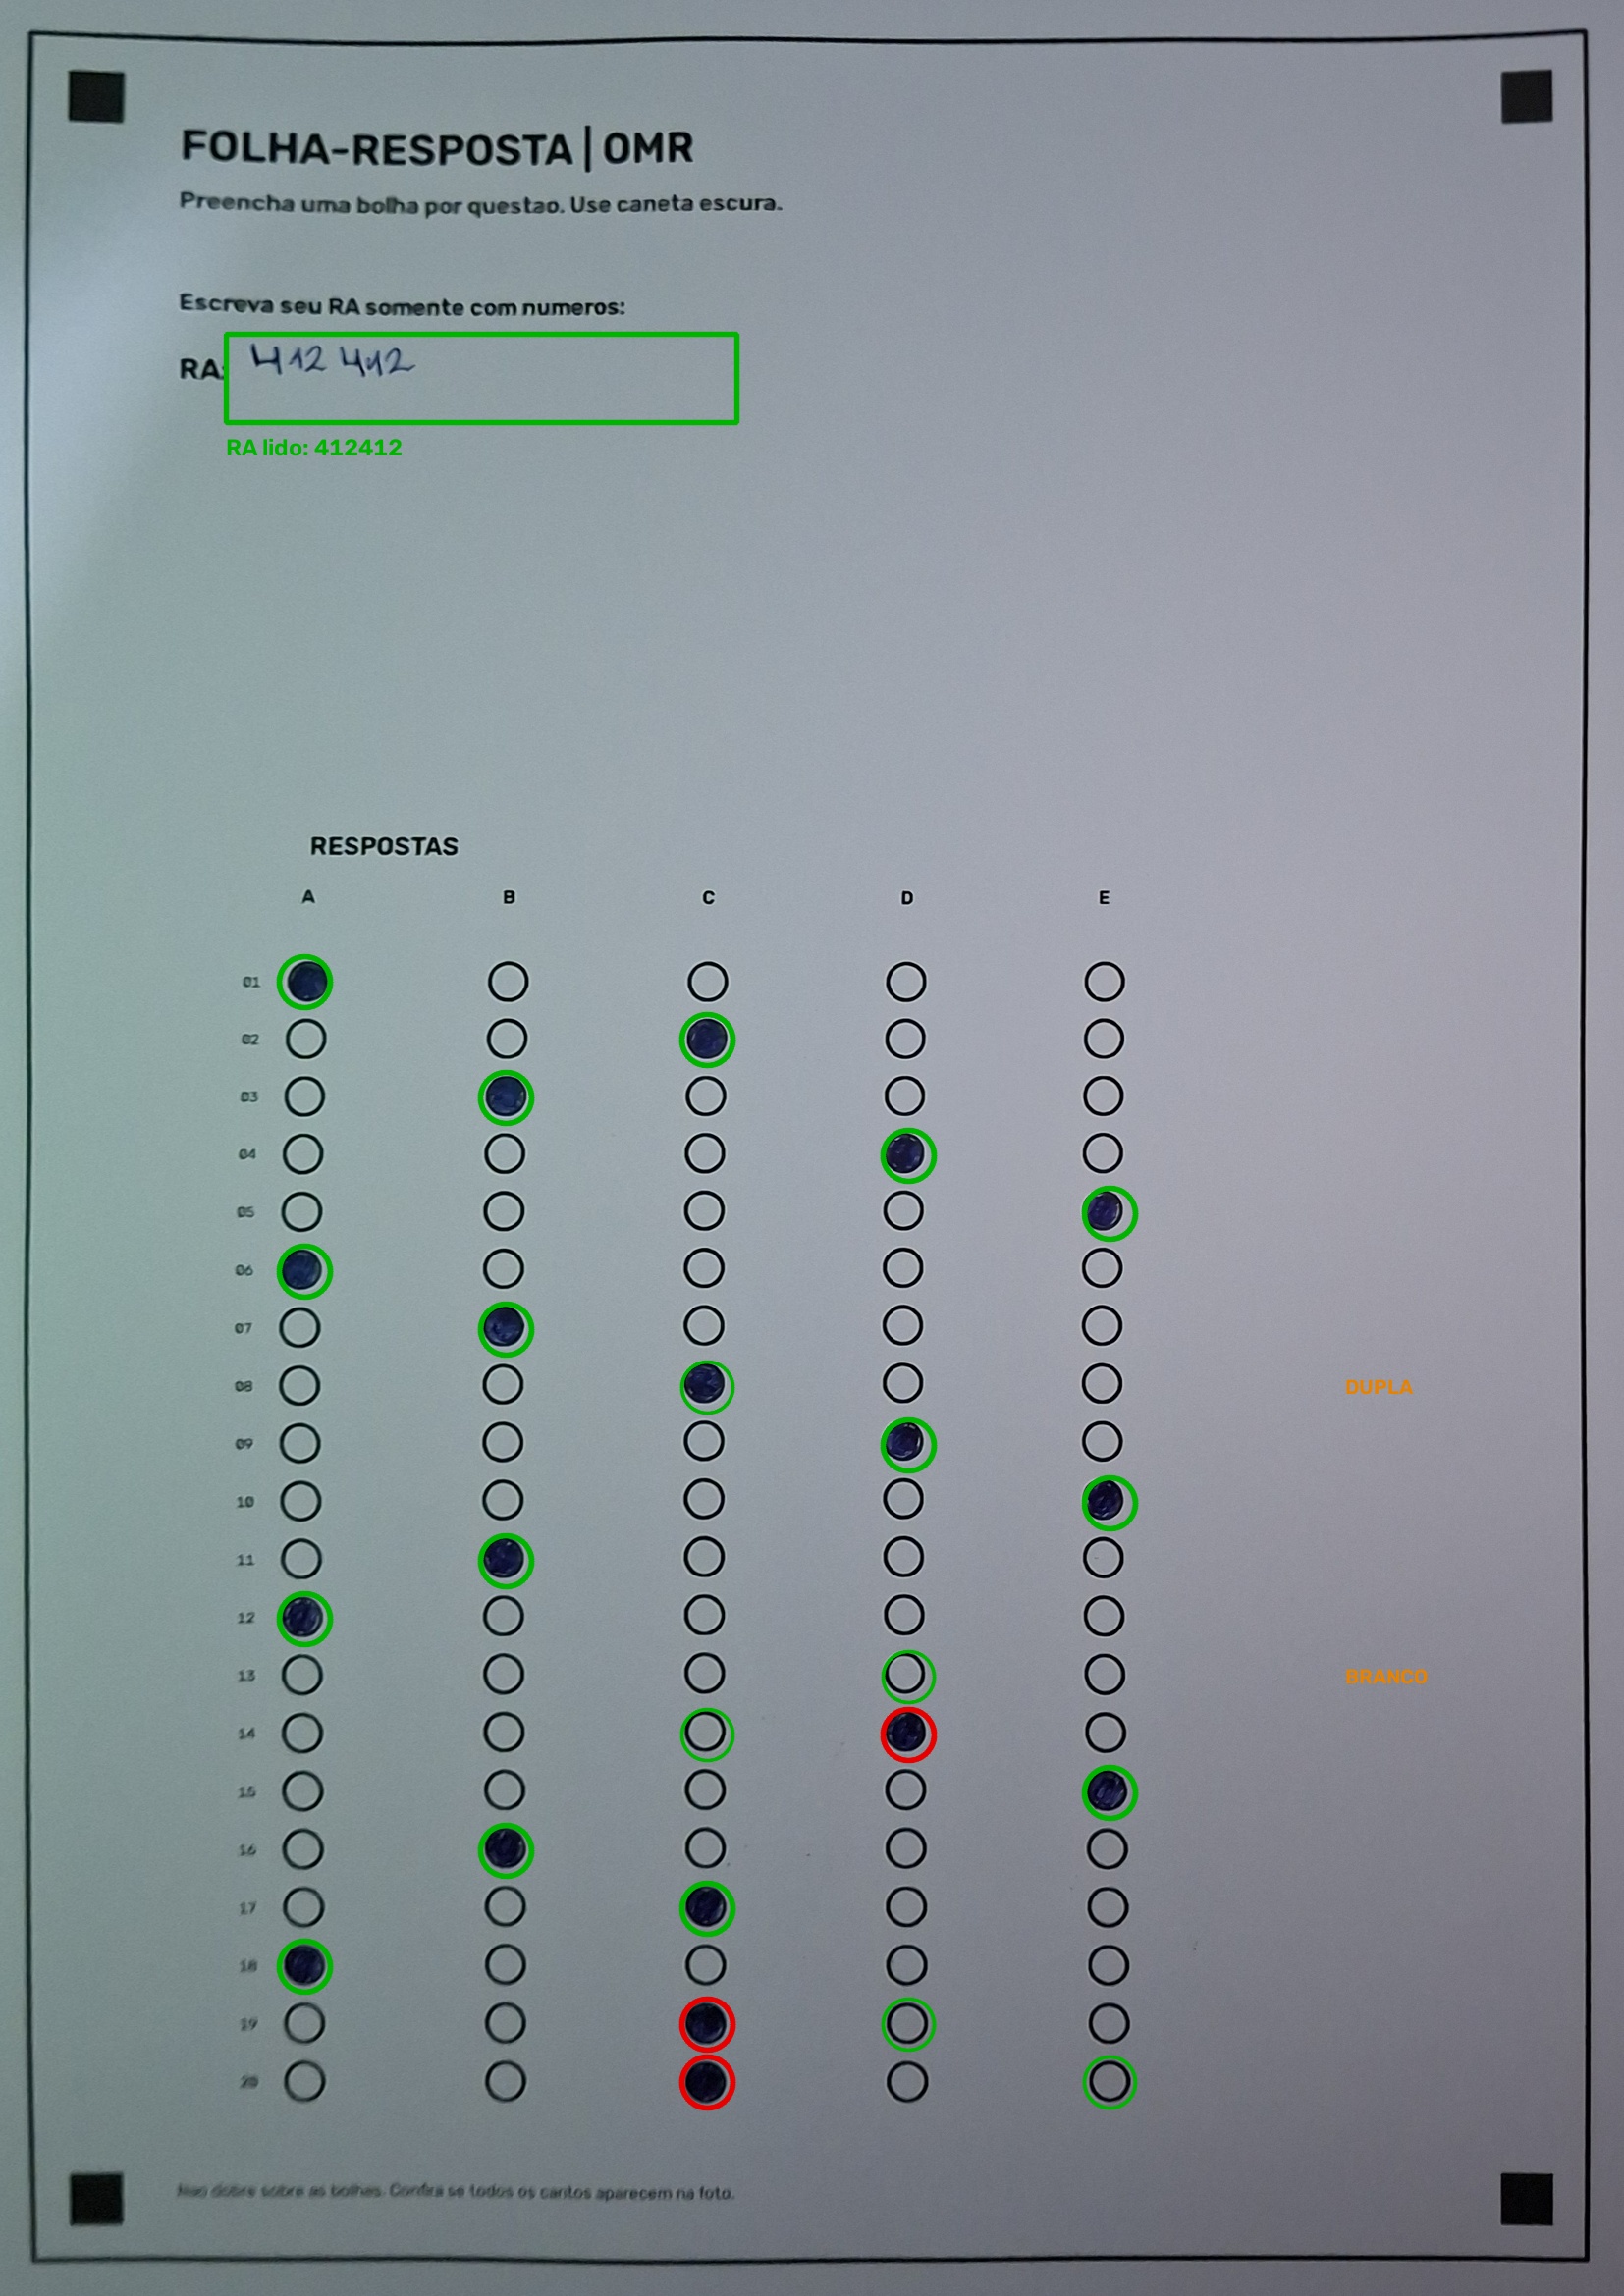 FOLHA-RESPOSTA | OMR
Preencha uma bolha por questao. Use caneta escura.
Escreva seu RA somente com numeros:
RA: 412 412
RA lido: 412412
RESPOSTAS
A B C D E
01
02
03
04
05
06
07
08 DUPLA
09
10
11
12
13 BRANCO
14
15
16
17
18
19
20
Nao dobre sobre as bolhas. Confira se todos os cantos aparecem na foto.